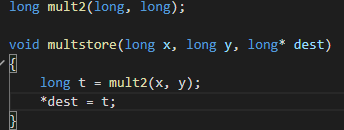 long mult2(long, long);
void multstore(long x, long y, long* dest)
{
long t = mult2(x, y);
*dest = t;
}